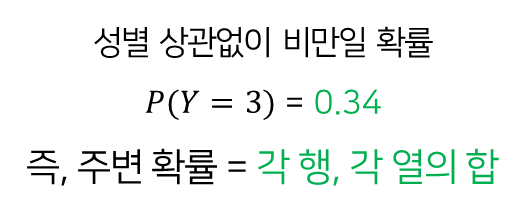 성별 상관없이 비만일 확률
P(Y = 3) = 0.34
즉, 주변 확률 = 각 행, 각 열의 합